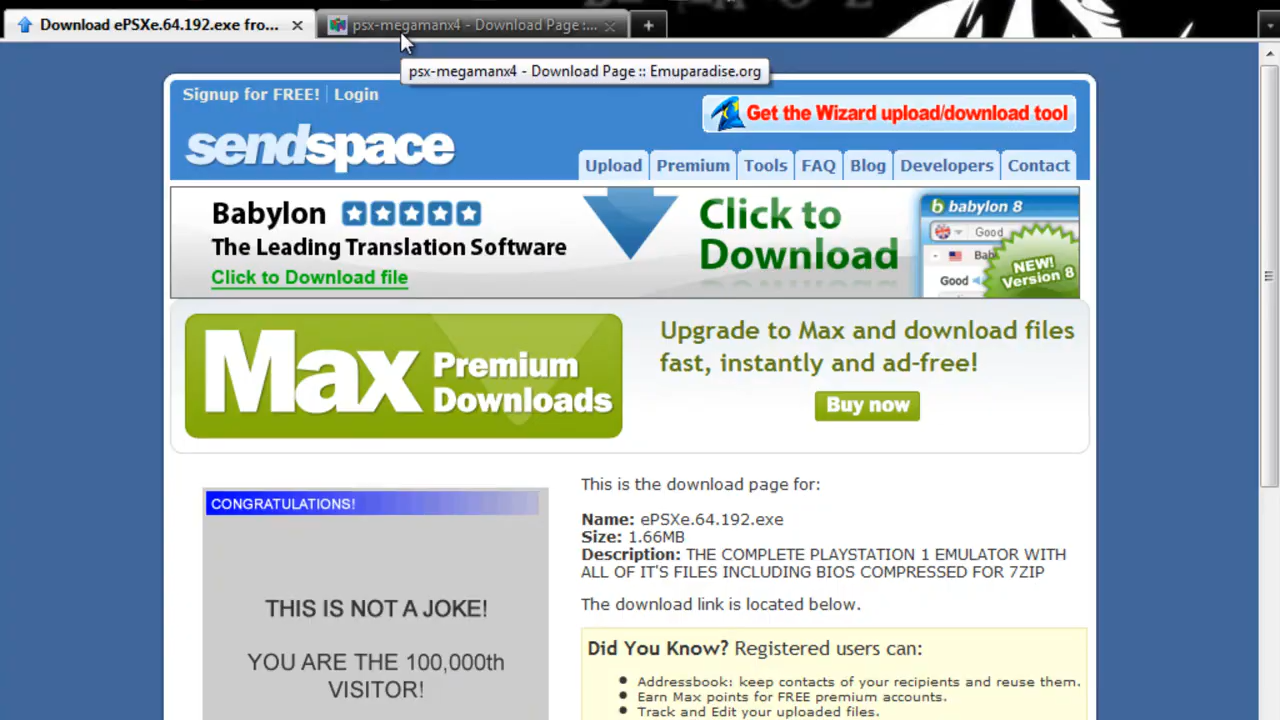 Download ePSXe.64.192.exe fro...
psx-megamanx4 - Download Page ::...
psx-megamanx4 - Download Page :: Emuparadise.org
Signup for FREE! | Login
Get the Wizard upload/download tool
sendspace
Upload
Premium
Tools
FAQ
Blog
Developers
Contact
Babylon
The Leading Translation Software
Click to Download file
Click to
Download
babylon 8
Good
Bab
Good
NEW!
Version 8
Max Premium
Downloads
Upgrade to Max and download files
fast, instantly and ad-free!
Buy now
CONGRATULATIONS!
THIS IS NOT A JOKE!
YOU ARE THE 100,000th
VISITOR!
This is the download page for:
Name: ePSXe.64.192.exe
Size: 1.66MB
Description: THE COMPLETE PLAYSTATION 1 EMULATOR WITH
ALL OF IT'S FILES INCLUDING BIOS COMPRESSED FOR 7ZIP
The download link is located below.
Did You Know? Registered users can:
Addressbook: keep contacts of your recipients and reuse them.
Earn Max points for FREE premium accounts.
Track and Edit your uploaded files.